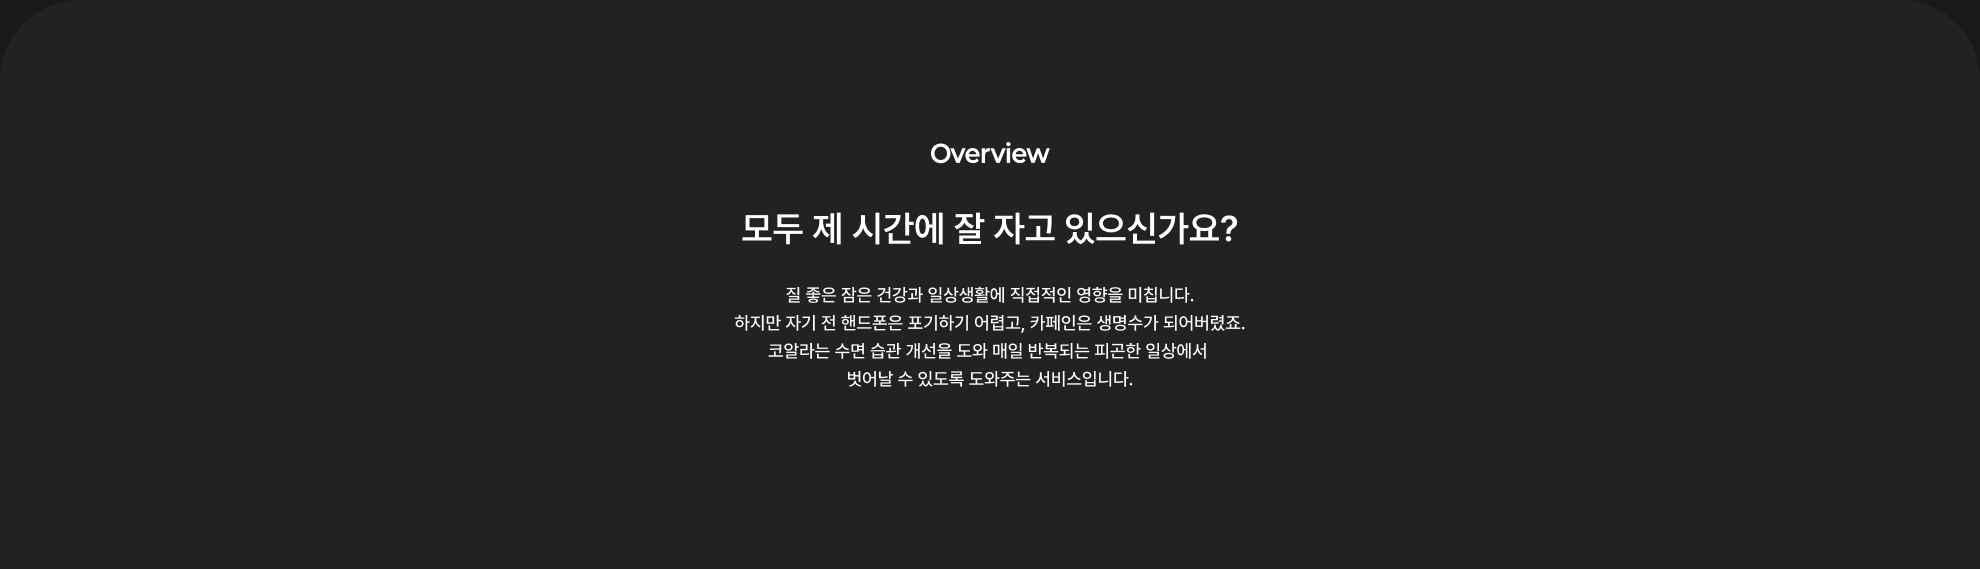 Overview
모두 제 시간에 잘 자고 있으신가요?
질 좋은 잠은 건강과 일상생활에 직접적인 영향을 미칩니다.
하지만 자기 전 핸드폰은 포기하기 어렵고, 카페인은 생명수가 되어버렸죠.
코알라는 수면 습관 개선을 도와 매일 반복되는 피곤한 일상에서
벗어날 수 있도록 도와주는 서비스입니다.